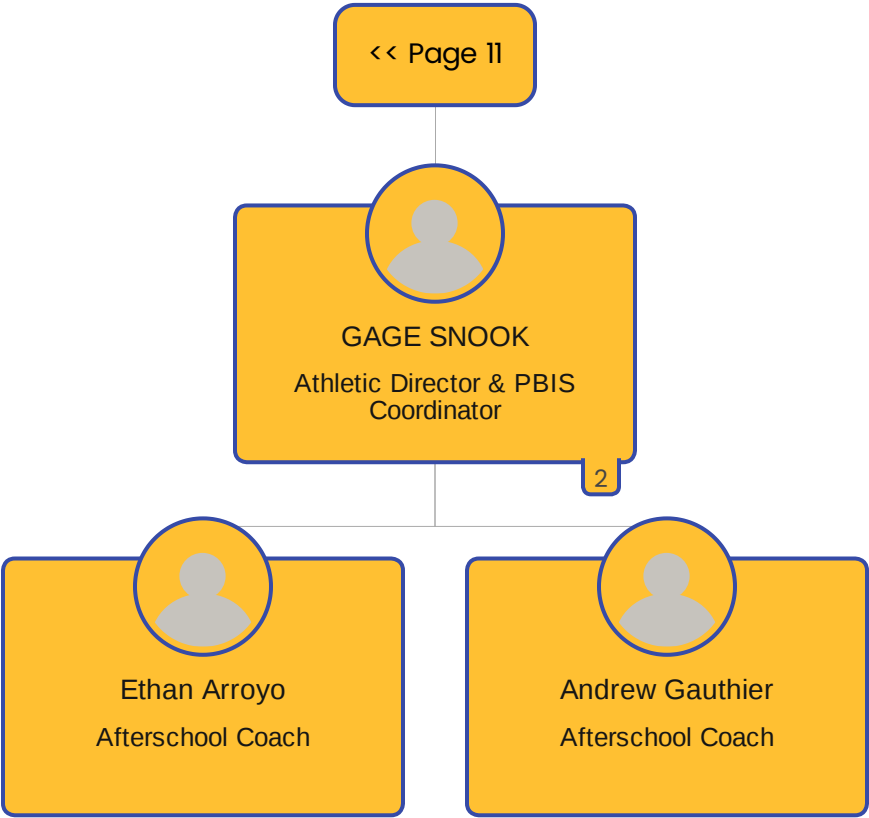 << Page 11
GAGE SNOOK
Athletic Director & PBIS
Coordinator
2
Ethan Arroyo
Afterschool Coach
Andrew Gauthier
Afterschool Coach